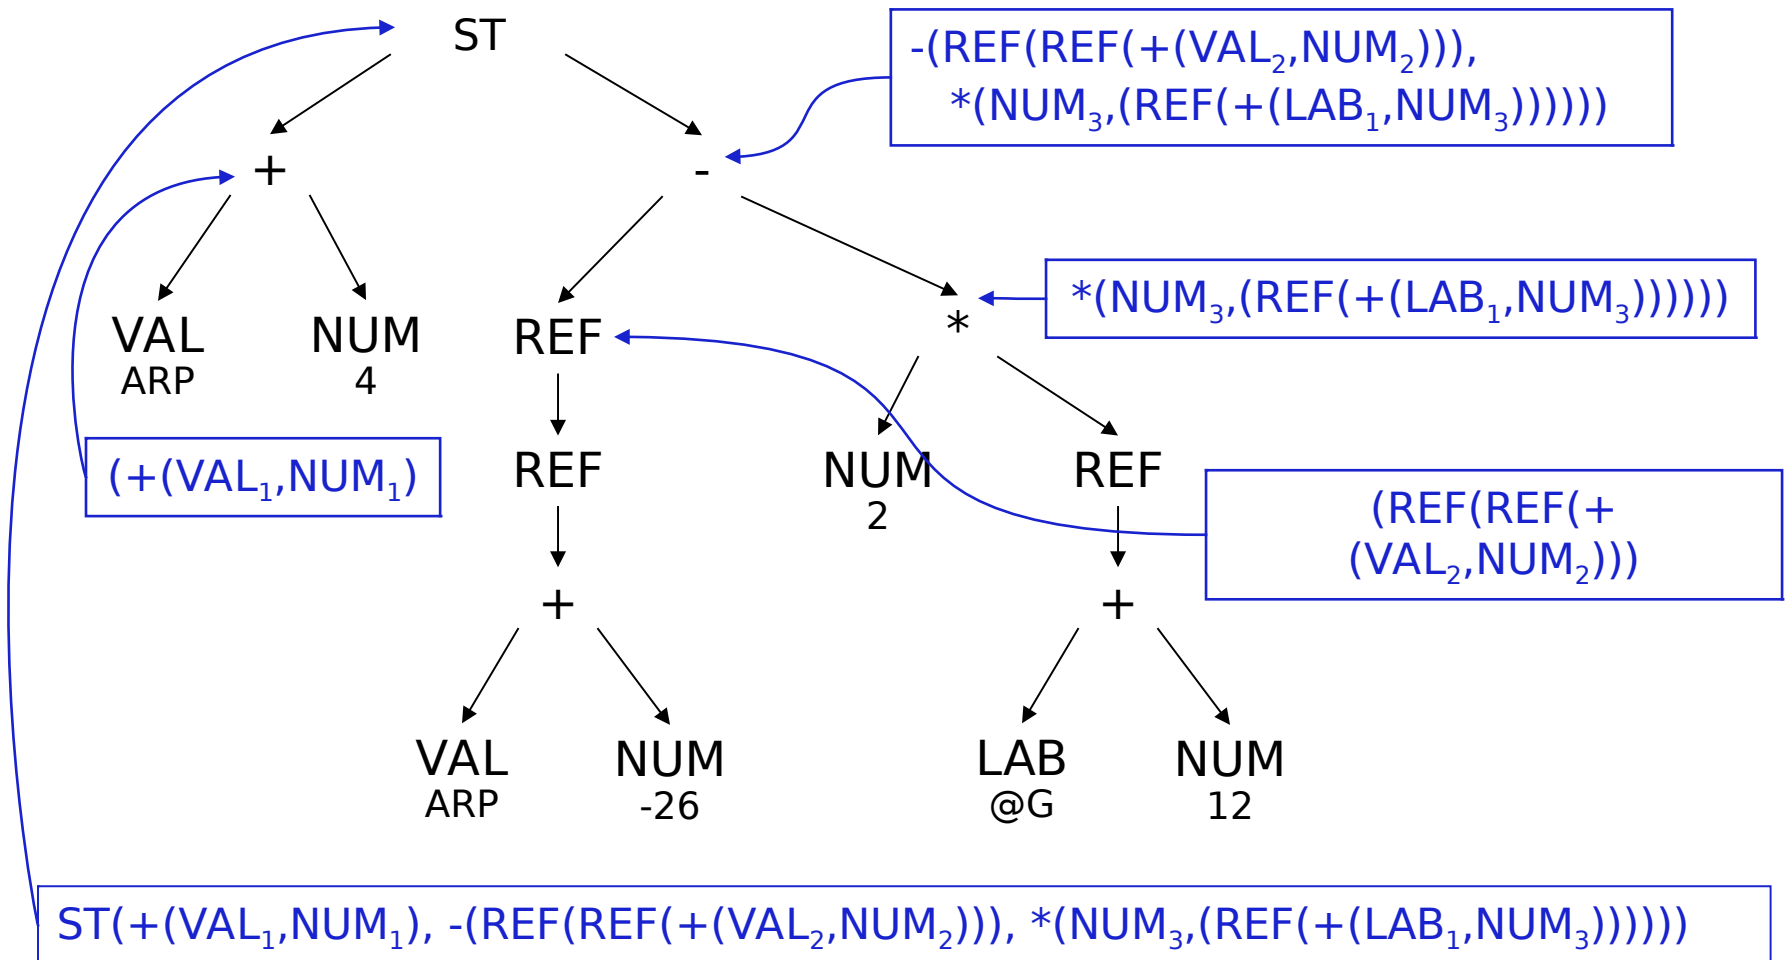 ST
-(REF(REF(+(VAL₂,NUM₂))),
*(NUM₃,(REF(+(LAB₁,NUM₃))))))
+
-
*(NUM₃,(REF(+(LAB₁,NUM₃))))))
VAL
ARP
NUM
4
REF
*
(+(VAL₁,NUM₁)
REF
NUM
2
REF
(REF(REF(+
(VAL₂,NUM₂)))
+
+
VAL
ARP
NUM
-26
LAB
@G
NUM
12
ST(+(VAL₁,NUM₁), -(REF(REF(+(VAL₂,NUM₂))), *(NUM₃,(REF(+(LAB₁,NUM₃))))))